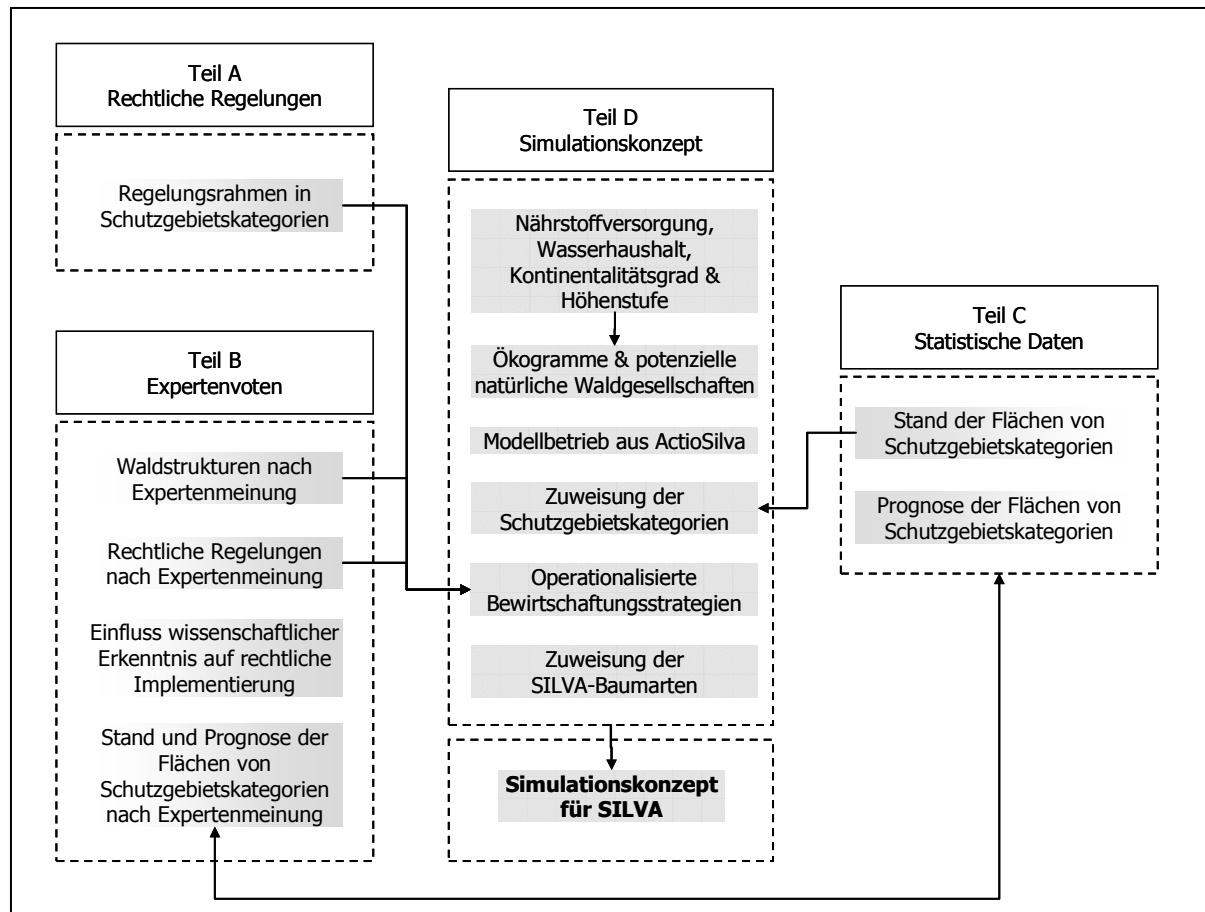 Teil A
Rechtliche Regelungen
Regelungsrahmen in
Schutzgebietskategorien
Teil B
Expertenvoten
Waldstrukturen nach
Expertenmeinung
Rechtliche Regelungen
nach Expertenmeinung
Einfluss wissenschaftlicher
Erkenntnis auf rechtliche
Implementierung
Stand und Prognose der
Flächen von
Schutzgebietskategorien
nach Expertenmeinung
Teil D
Simulationskonzept
Nährstoffversorgung,
Wasserhaushalt,
Kontinentalitätsgrad &
Höhenstufe
Ökogramme & potenzielle
natürliche Waldgesellschaften
Modellbetrieb aus ActioSilva
Zuweisung der
Schutzgebietskategorien
Operationalisierte
Bewirtschaftungsstrategien
Zuweisung der
SILVA-Baumarten
Simulationskonzept
für SILVA
Teil C
Statistische Daten
Stand der Flächen von
Schutzgebietskategorien
Prognose der Flächen von
Schutzgebietskategorien